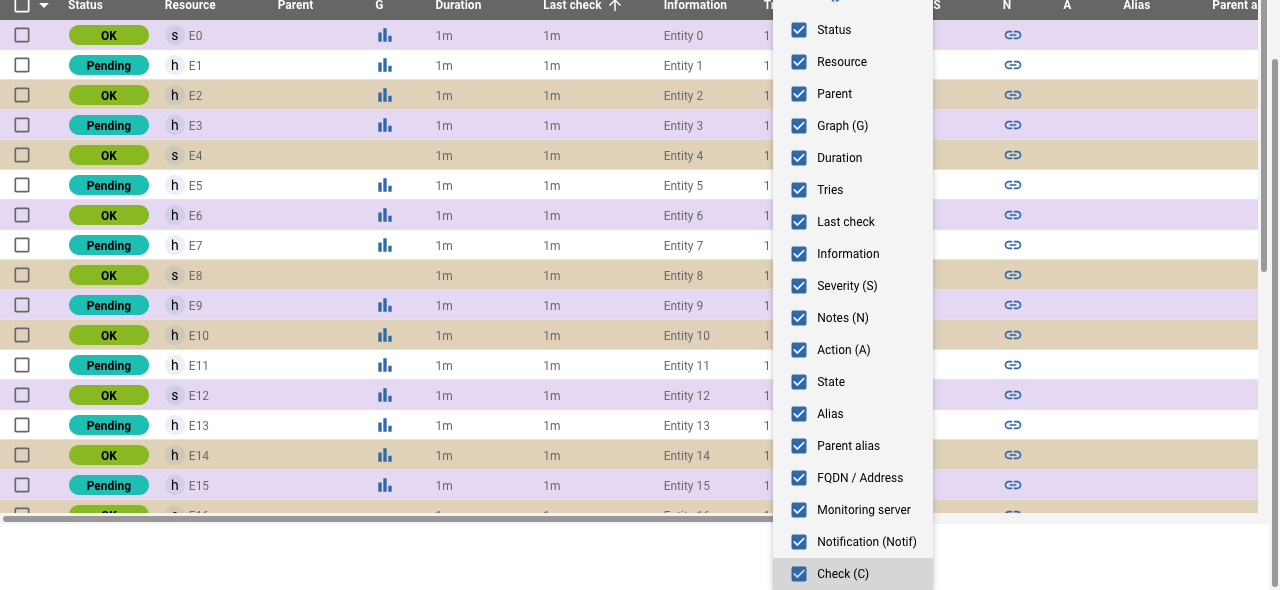 Status Resource Parent G Duration Last check Information S N A Alias Parent a
OK s E0 1m 1m Entity 0 1
Pending h E1 1m 1m Entity 1 1
OK h E2 1m 1m Entity 2 1
Pending h E3 1m 1m Entity 3 1
OK s E4 1m 1m Entity 4 1
Pending h E5 1m 1m Entity 5 1
OK h E6 1m 1m Entity 6 1
Pending h E7 1m 1m Entity 7 1
OK s E8 1m 1m Entity 8 1
Pending h E9 1m 1m Entity 9 1
OK h E10 1m 1m Entity 10 1
Pending h E11 1m 1m Entity 11 1
OK s E12 1m 1m Entity 12 1
Pending h E13 1m 1m Entity 13 1
OK h E14 1m 1m Entity 14 1
Pending h E15 1m 1m Entity 15 1
Status
Resource
Parent
Graph (G)
Duration
Tries
Last check
Information
Severity (S)
Notes (N)
Action (A)
State
Alias
Parent alias
FQDN / Address
Monitoring server
Notification (Notif)
Check (C)